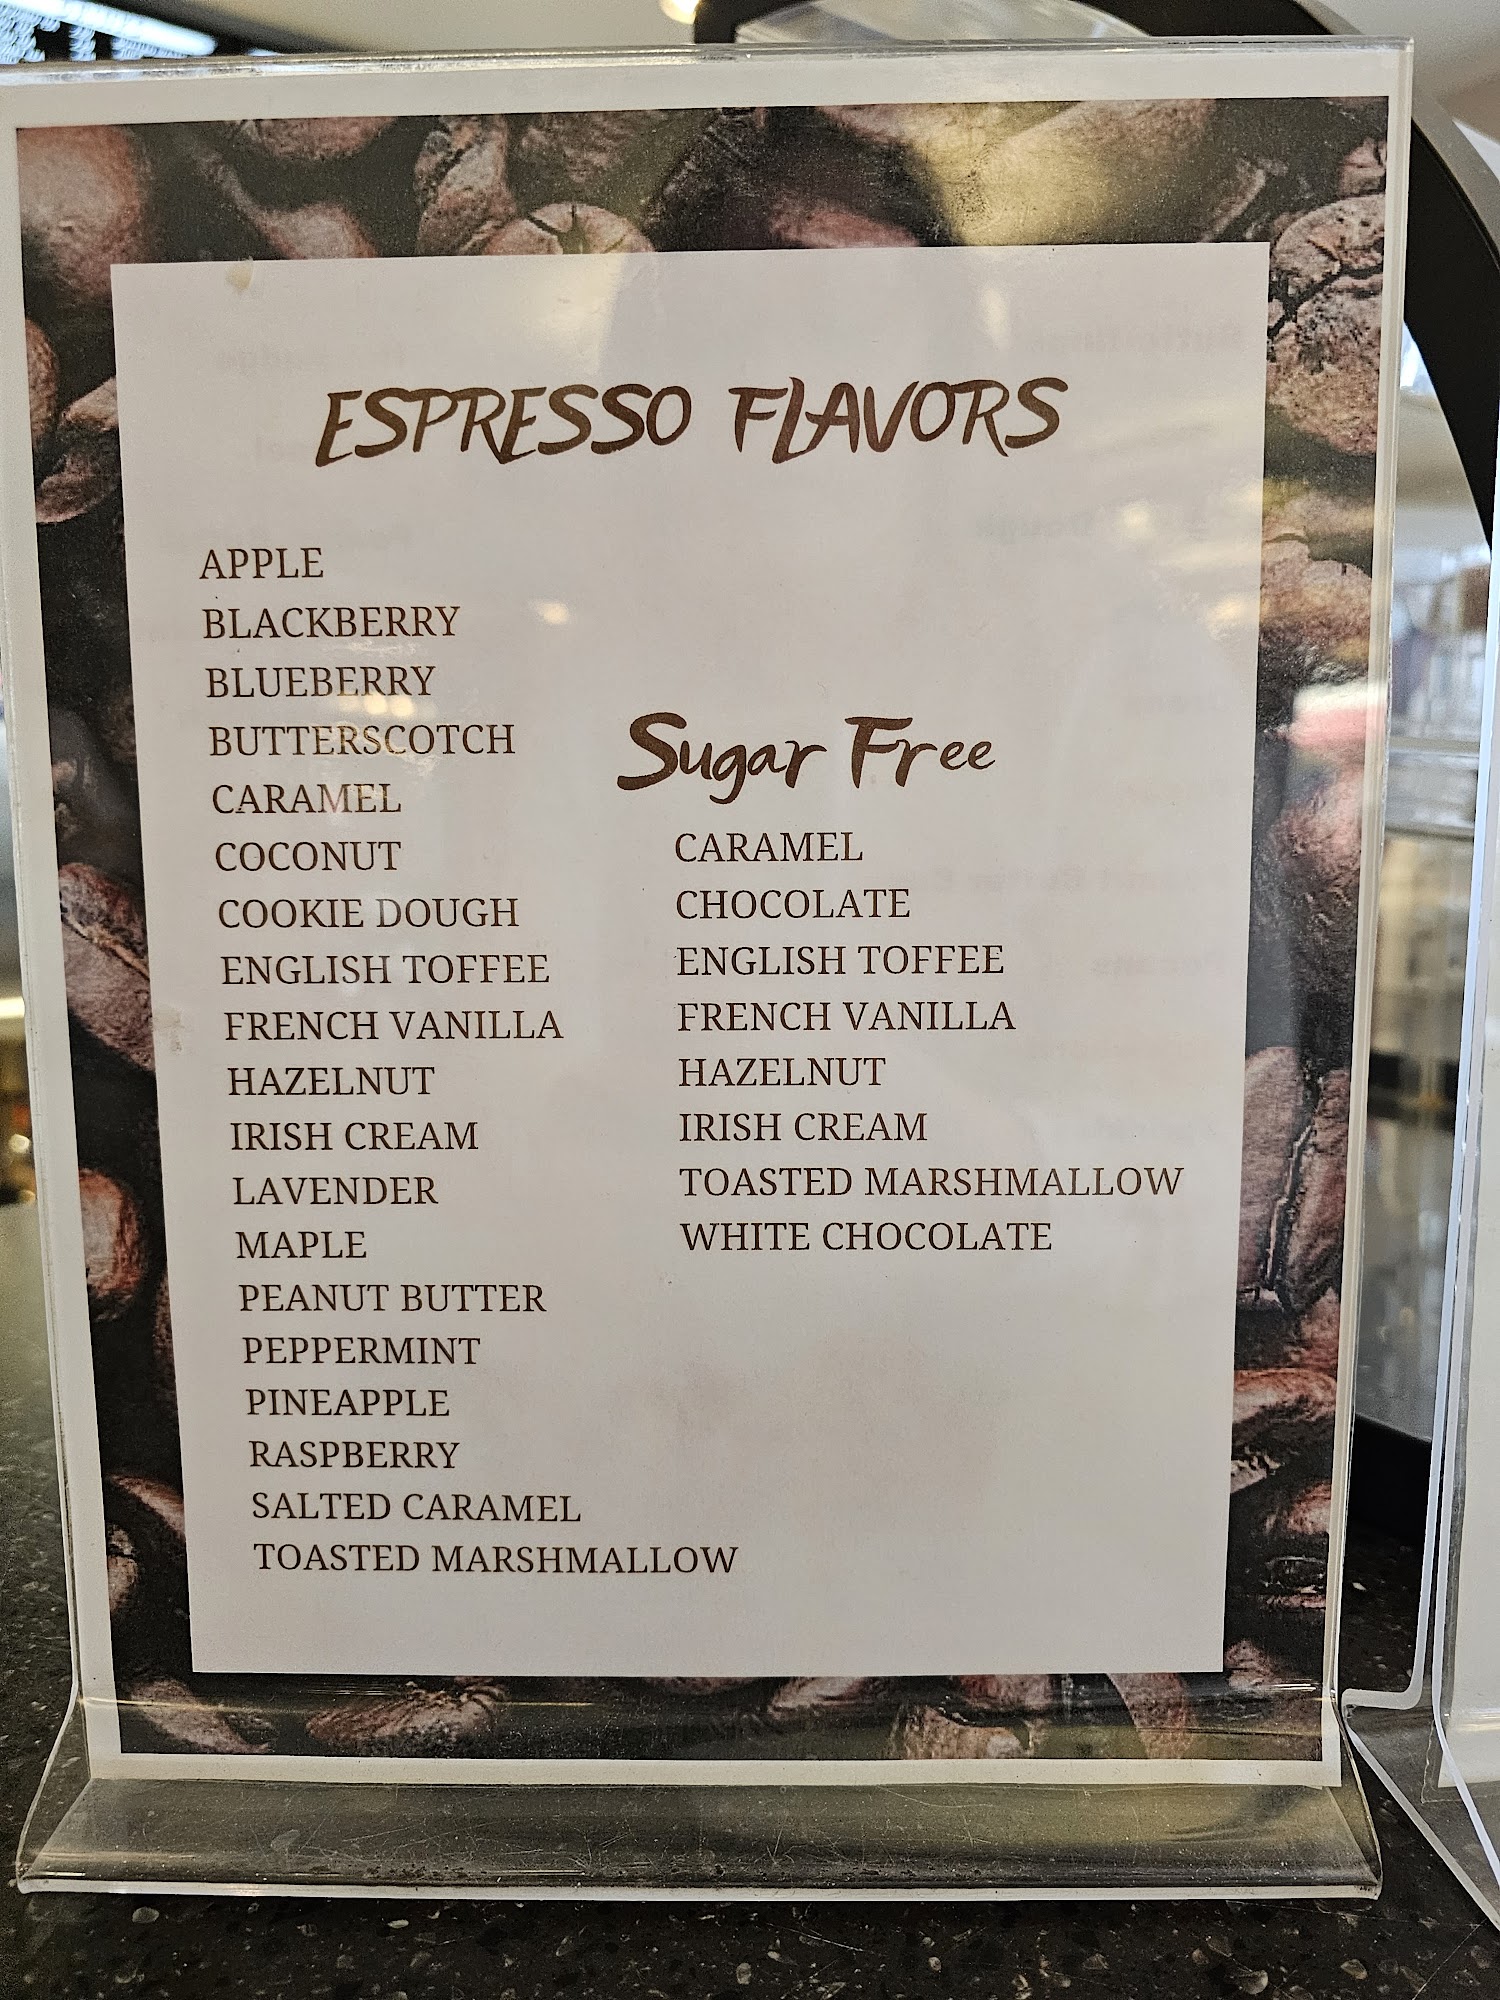 ESPRESSO FLAVORS
APPLE
BLACKBERRY
BLUEBERRY
BUTTERSCOTCH
CARAMEL
COCONUT
COOKIE DOUGH
ENGLISH TOFFEE
FRENCH VANILLA
HAZELNUT
IRISH CREAM
LAVENDER
MAPLE
PEANUT BUTTER
PEPPERMINT
PINEAPPLE
RASPBERRY
SALTED CARAMEL
TOASTED MARSHMALLOW
Sugar Free
CARAMEL
CHOCOLATE
ENGLISH TOFFEE
FRENCH VANILLA
HAZELNUT
IRISH CREAM
TOASTED MARSHMALLOW
WHITE CHOCOLATE